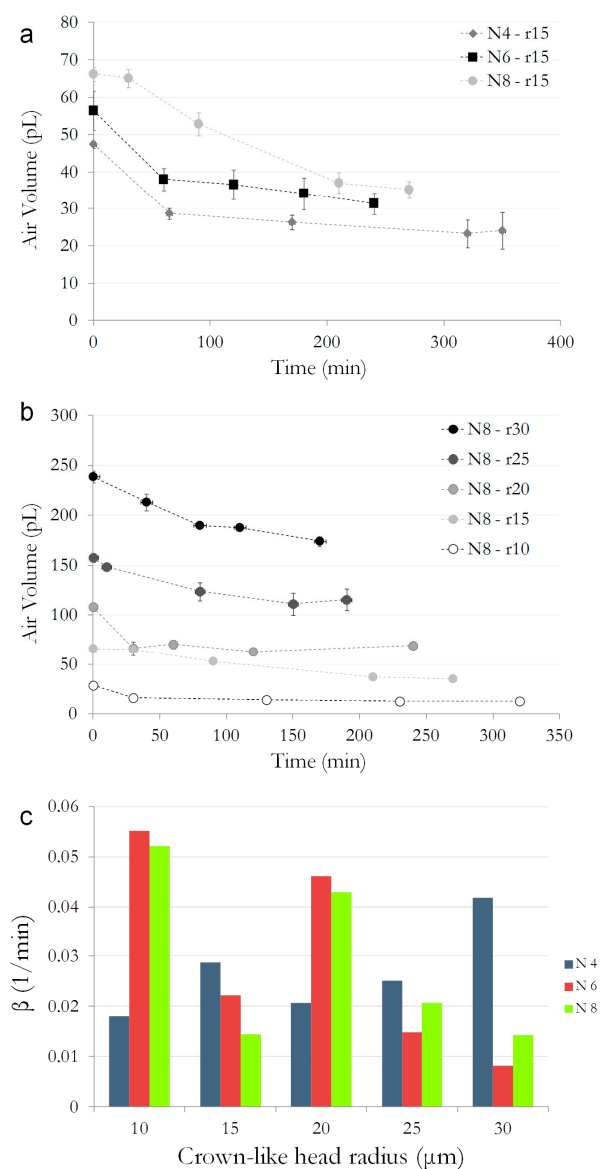 a
80
70
60
50
40
30
20
10
0
Air Volume (pL)
N4 - r15
N6 - r15
N8 - r15
0 100 200 300 400
Time (min)
b
300
250
200
150
100
50
0
Air Volume (pL)
N8 - r30
N8 - r25
N8 - r20
N8 - r15
N8 - r10
0 50 100 150 200 250 300 350
Time (min)
c
0.06
0.05
0.04
0.03
0.02
0.01
0
β (1/min)
N 4
N 6
N 8
10 15 20 25 30
Crown-like head radius (μm)